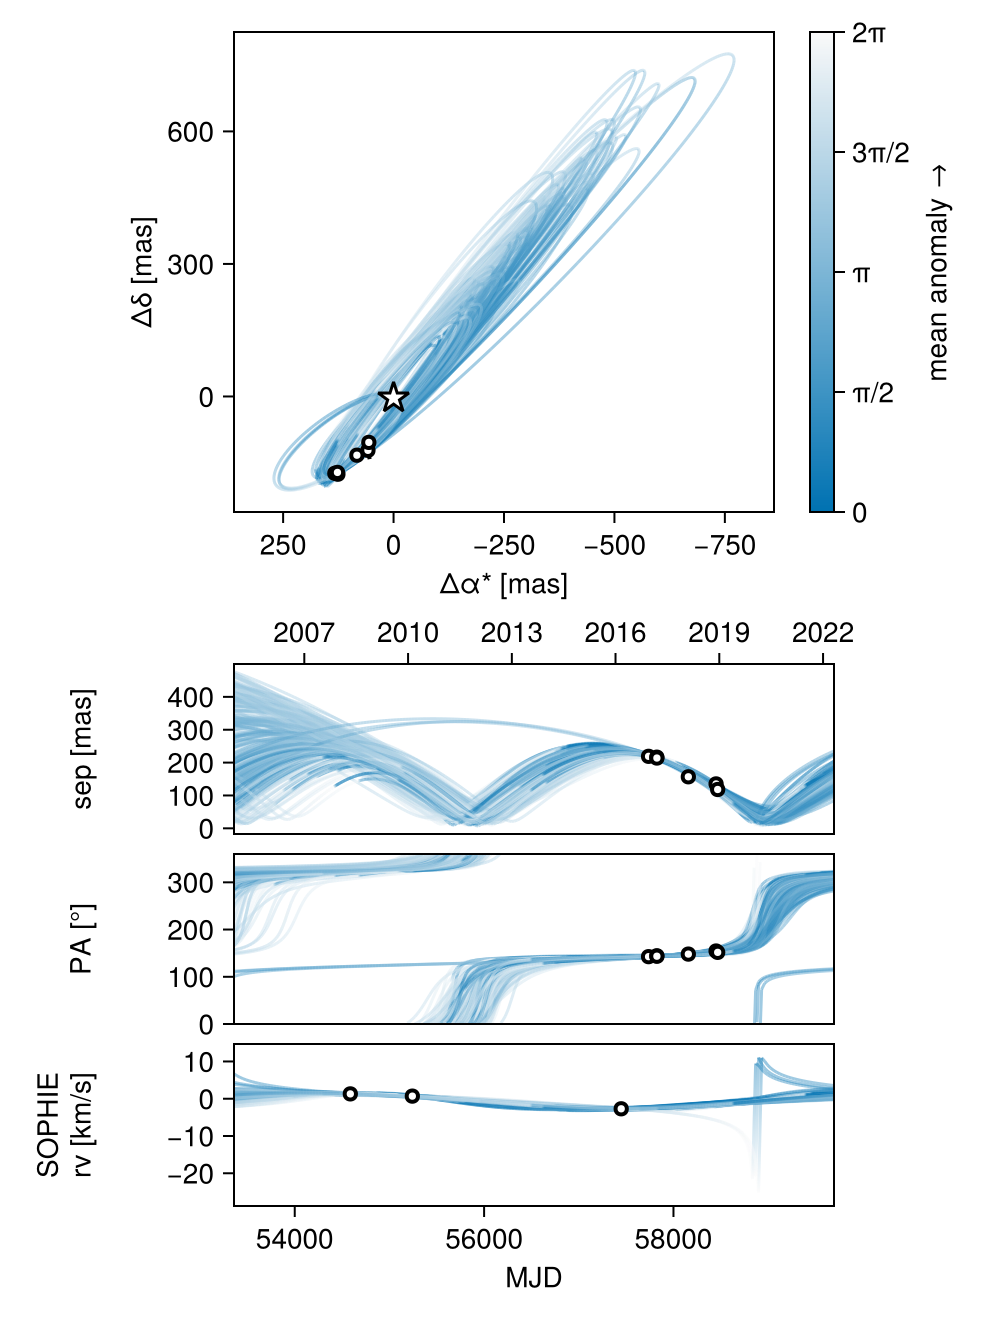 600
300
0
Δδ [mas]
250 0 −250 −500 −750
Δα* [mas]
2π
3π/2
π
π/2
0
mean anomaly →
2007 2010 2013 2016 2019 2022
400
300
200
100
0
sep [mas]
300
200
100
0
PA [°]
10
0
−10
−20
SOPHIE
rv [km/s]
54000 56000 58000
MJD